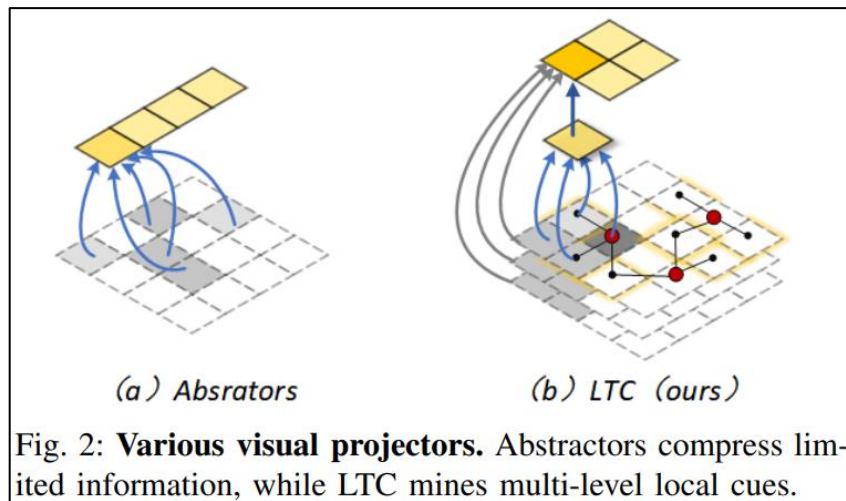 （a）Absrators
（b）LTC（ours）
Fig. 2: Various visual projectors. Abstractors compress lim-
ited information, while LTC mines multi-level local cues.